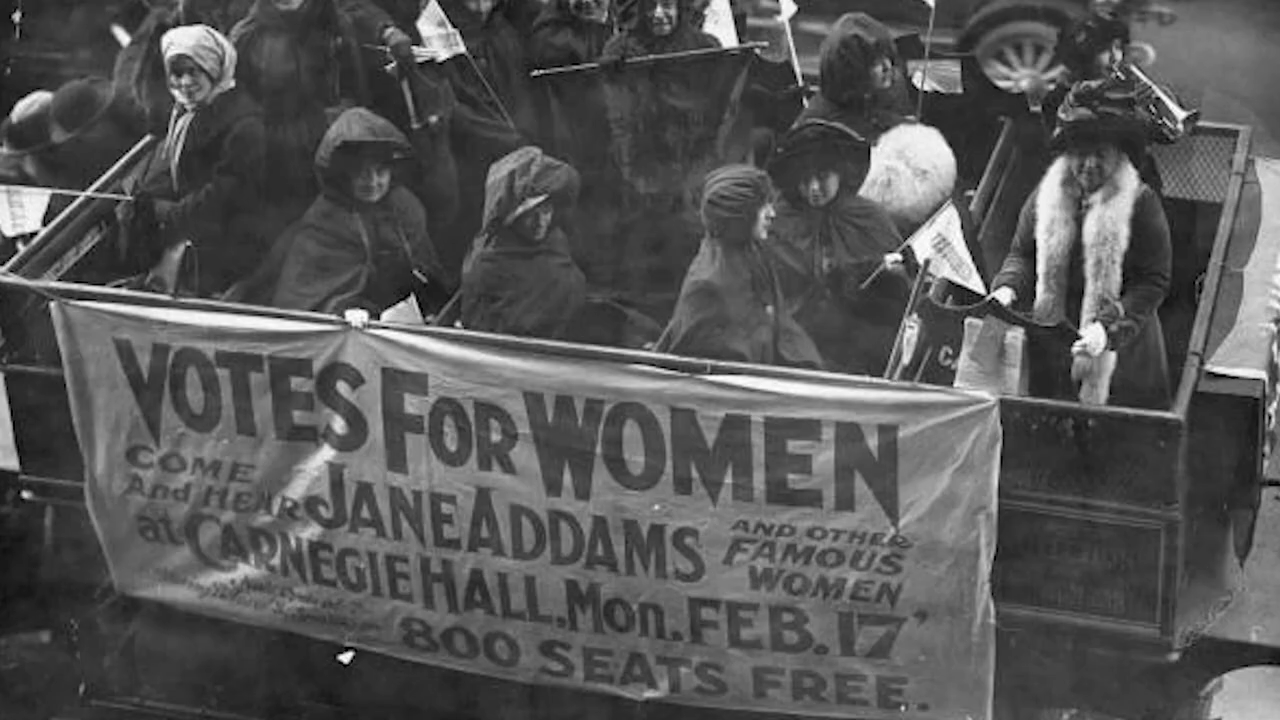 VOTES FOR WOMEN
COME
And HEAR JANE ADDAMS AND OTHER
FAMOUS
WOMEN
at CARNEGIE HALL, Mon. FEB. 17
800 SEATS FREE.